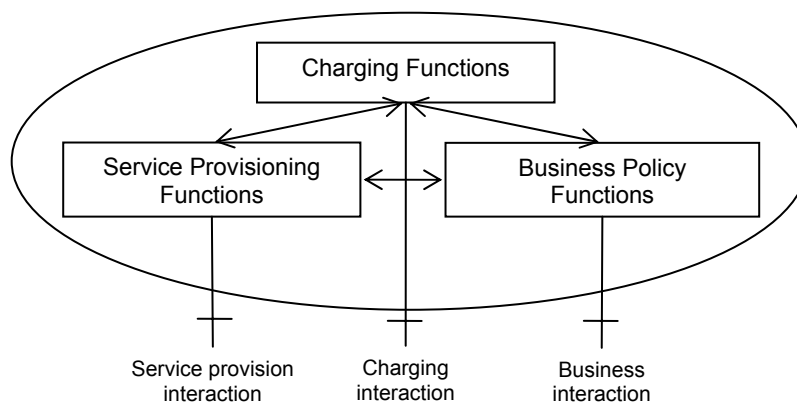 Charging Functions
Service Provisioning
Functions
Business Policy
Functions
Service provision
interaction
Charging
interaction
Business
interaction